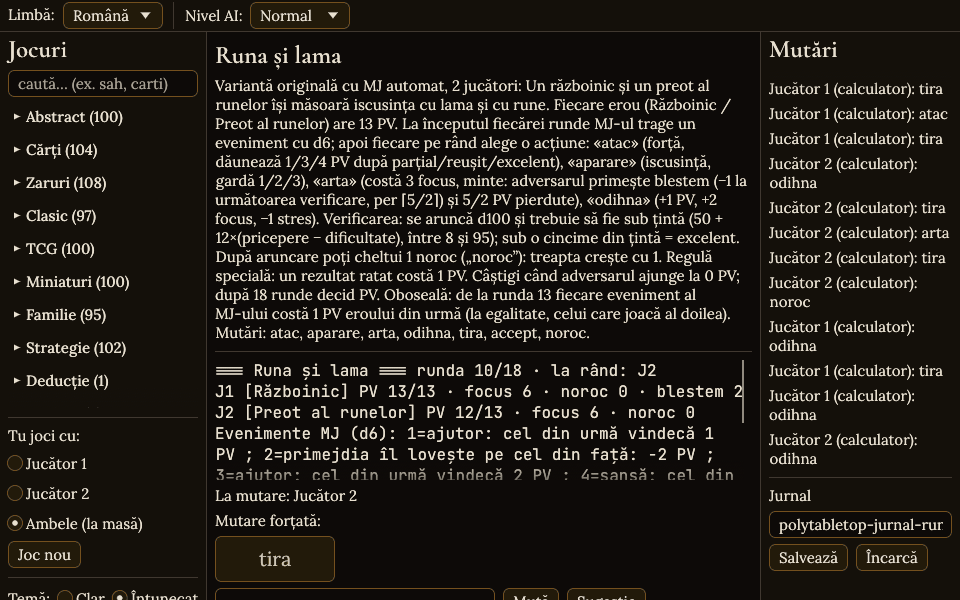 Limbă: Română ▼ Nivel AI: Normal ▼
Jocuri
caută... (ex. sah, carti)
▸ Abstract (100)
▸ Cărți (104)
▸ Zaruri (108)
▸ Clasic (97)
▸ TCG (100)
▸ Miniaturi (100)
▸ Familie (95)
▸ Strategie (102)
▸ Deducție (1)
Tu joci cu:
Jucător 1
Jucător 2
Ambele (la masă)
Joc nou
Temă: Clar Întunecat
Runa și lama
Variantă originală cu MJ automat, 2 jucători: Un războinic și un preot al
runelor își măsoară iscusința cu lama și cu rune. Fiecare erou (Războinic /
Preot al runelor) are 13 PV. La începutul fiecărei runde MJ-ul trage un
eveniment cu d6; apoi fiecare pe rând alege o acțiune: «atac» (forță,
dăunează 1/3/4 PV după parțial/reușit/excelent), «aparare» (iscusință,
gardă 1/2/3), «arta» (costă 3 focus, minte: adversarul primește blestem (−1 la
următoarea verificare, per ⌈5/2⌉) și 5/2 PV pierdute), «odihna» (+1 PV, +2
focus, −1 stres). Verificarea: se aruncă d100 și trebuie să fie sub țintă (50 +
12×(pricepere − dificultate), între 8 și 95); sub o cincime din țintă = excelent.
După aruncare poți cheltui 1 noroc („noroc”): treapta crește cu 1. Regulă
specială: un rezultat ratat costă 1 PV. Câștigi când adversarul ajunge la 0 PV;
după 18 runde decid PV. Oboseală: de la runda 13 fiecare eveniment al
MJ-ului costă 1 PV eroului din urmă (la egalitate, celui care joacă al doilea).
Mutări: atac, aparare, arta, odihna, tira, accept, noroc.
═══ Runa și lama ═══ runda 10/18 · la rând: J2
J1 [Războinic] PV 13/13 · focus 6 · noroc 0 · blestem 2
J2 [Preot al runelor] PV 12/13 · focus 6 · noroc 0
Evenimente MJ (d6): 1=ajutor: cel din urmă vindecă 1
PV ; 2=primejdia îl lovește pe cel din față: -2 PV ;
3=ajutor: cel din urmă vindecă 2 PV ; 4=sansă: cel din
La mutare: Jucător 2
Mutare forțată:
tira
Mută Sugestie
Mutări
Jucător 1 (calculator): tira
Jucător 1 (calculator): atac
Jucător 1 (calculator): tira
Jucător 2 (calculator):
odihna
Jucător 2 (calculator): tira
Jucător 2 (calculator): arta
Jucător 2 (calculator): tira
Jucător 2 (calculator):
noroc
Jucător 1 (calculator):
odihna
Jucător 1 (calculator): tira
Jucător 1 (calculator):
odihna
Jucător 2 (calculator):
odihna
Jurnal
polytabletop-jurnal-rur
Salvează Încarcă